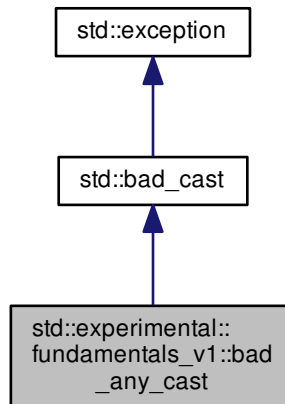 std::exception
std::bad_cast
std::experimental::
fundamentals_v1::bad
_any_cast